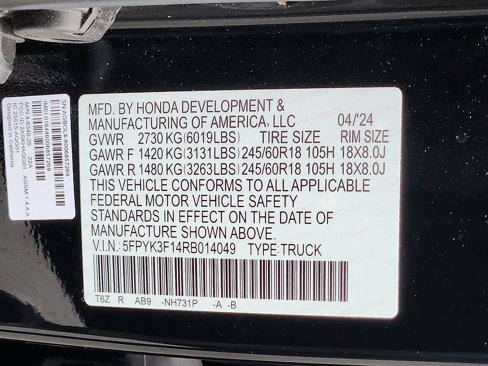 MFD. BY HONDA DEVELOPMENT &
MANUFACTURING OF AMERICA, LLC 04/'24
GVWR 2730 KG (6019LBS) TIRE SIZE RIM SIZE
GAWR F 1420 KG (3131LBS) 245/60R18 105H 18X8.0J
GAWR R 1480 KG (3263LBS) 245/60R18 105H 18X8.0J
THIS VEHICLE CONFORMS TO ALL APPLICABLE
FEDERAL MOTOR VEHICLE SAFETY
STANDARDS IN EFFECT ON THE DATE OF
MANUFACTURE SHOWN ABOVE.
V.I.N.: 5FPYK3F14RB014049 TYPE:TRUCK
T6Z R AB9 -NH731P -A -B
Designed in California